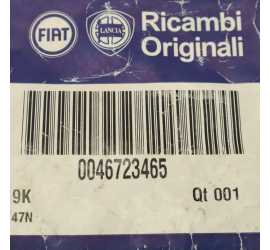 FIAT
LANCIA
Ricambi
Originali
0046723465
9K
Qt 001
47N